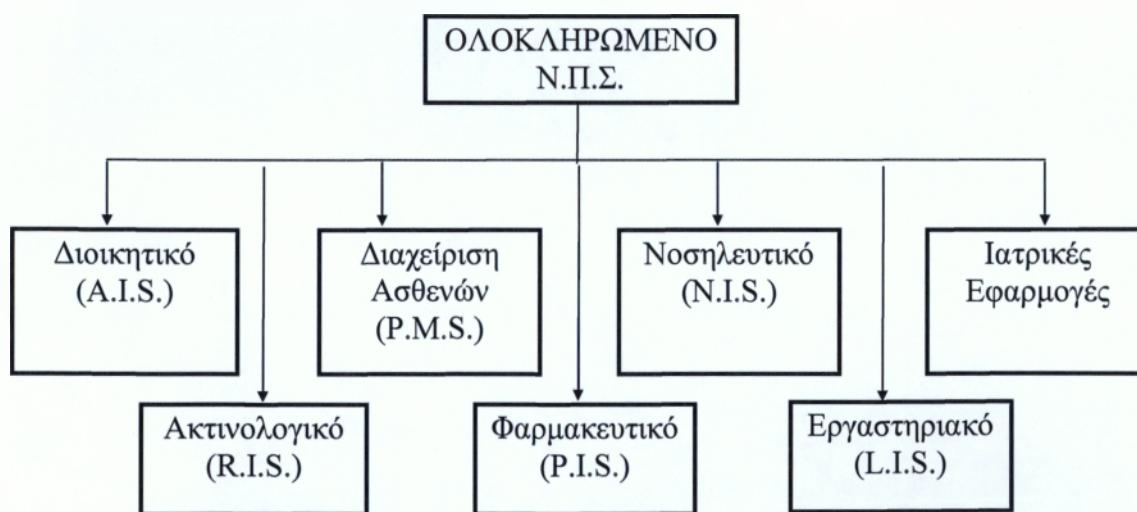 ΟΛΟΚΛΗΡΩΜΕΝΟ
Ν.Π.Σ.
Διοικητικό
(A.I.S.)
Διαχείριση
Ασθενών
(P.M.S.)
Νοσηλευτικό
(N.I.S.)
Ιατρικές
Εφαρμογές
Ακτινολογικό
(R.I.S.)
Φαρμακευτικό
(P.I.S.)
Εργαστηριακό
(L.I.S.)